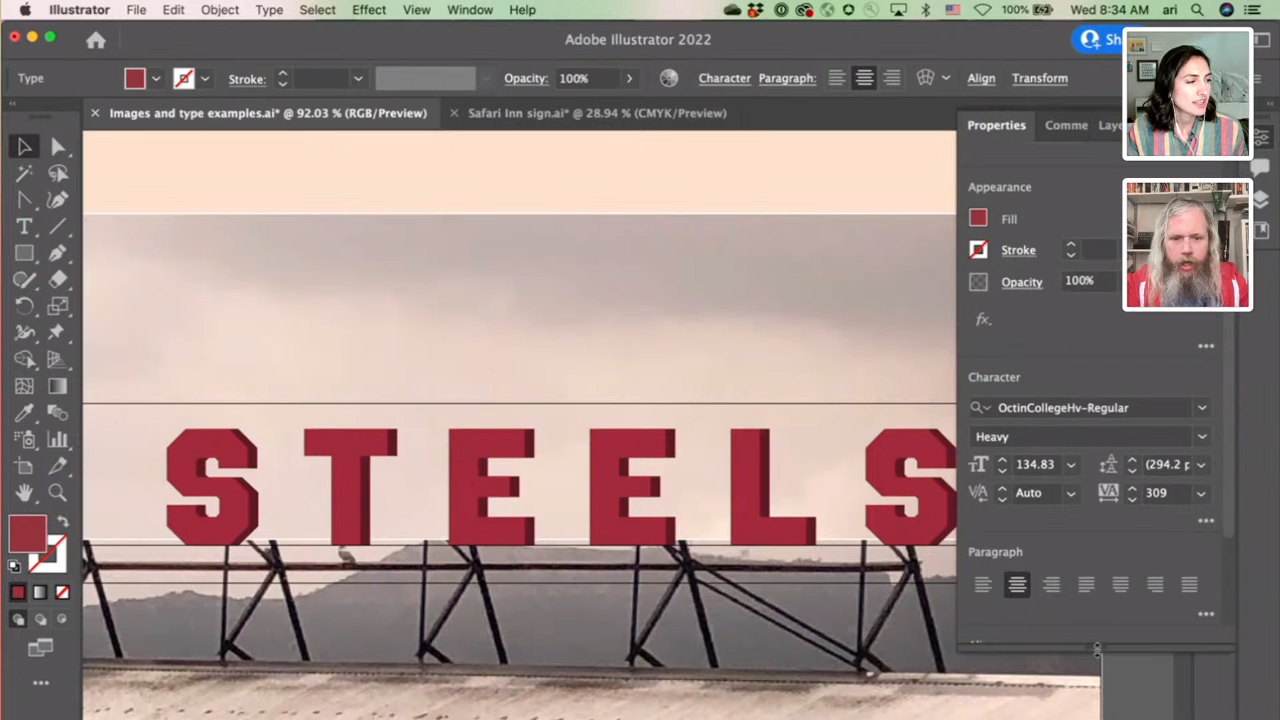 Illustrator File Edit Object Type Select Effect View Window Help 100% Wed 8:34 AM ari
Adobe Illustrator 2022
Type Stroke: Opacity: 100% Character Paragraph: Align Transform
× Images and type examples.ai* @ 92.03 % (RGB/Preview) × Safari Inn sign.ai* @ 28.94 % (CMYK/Preview)
Properties Comme
Appearance
Fill
Stroke
Opacity 100%
fx.
Character
OctinCollegeHv-Regular
Heavy
134.83 (294.2 p
Auto 309
Paragraph
STEELS